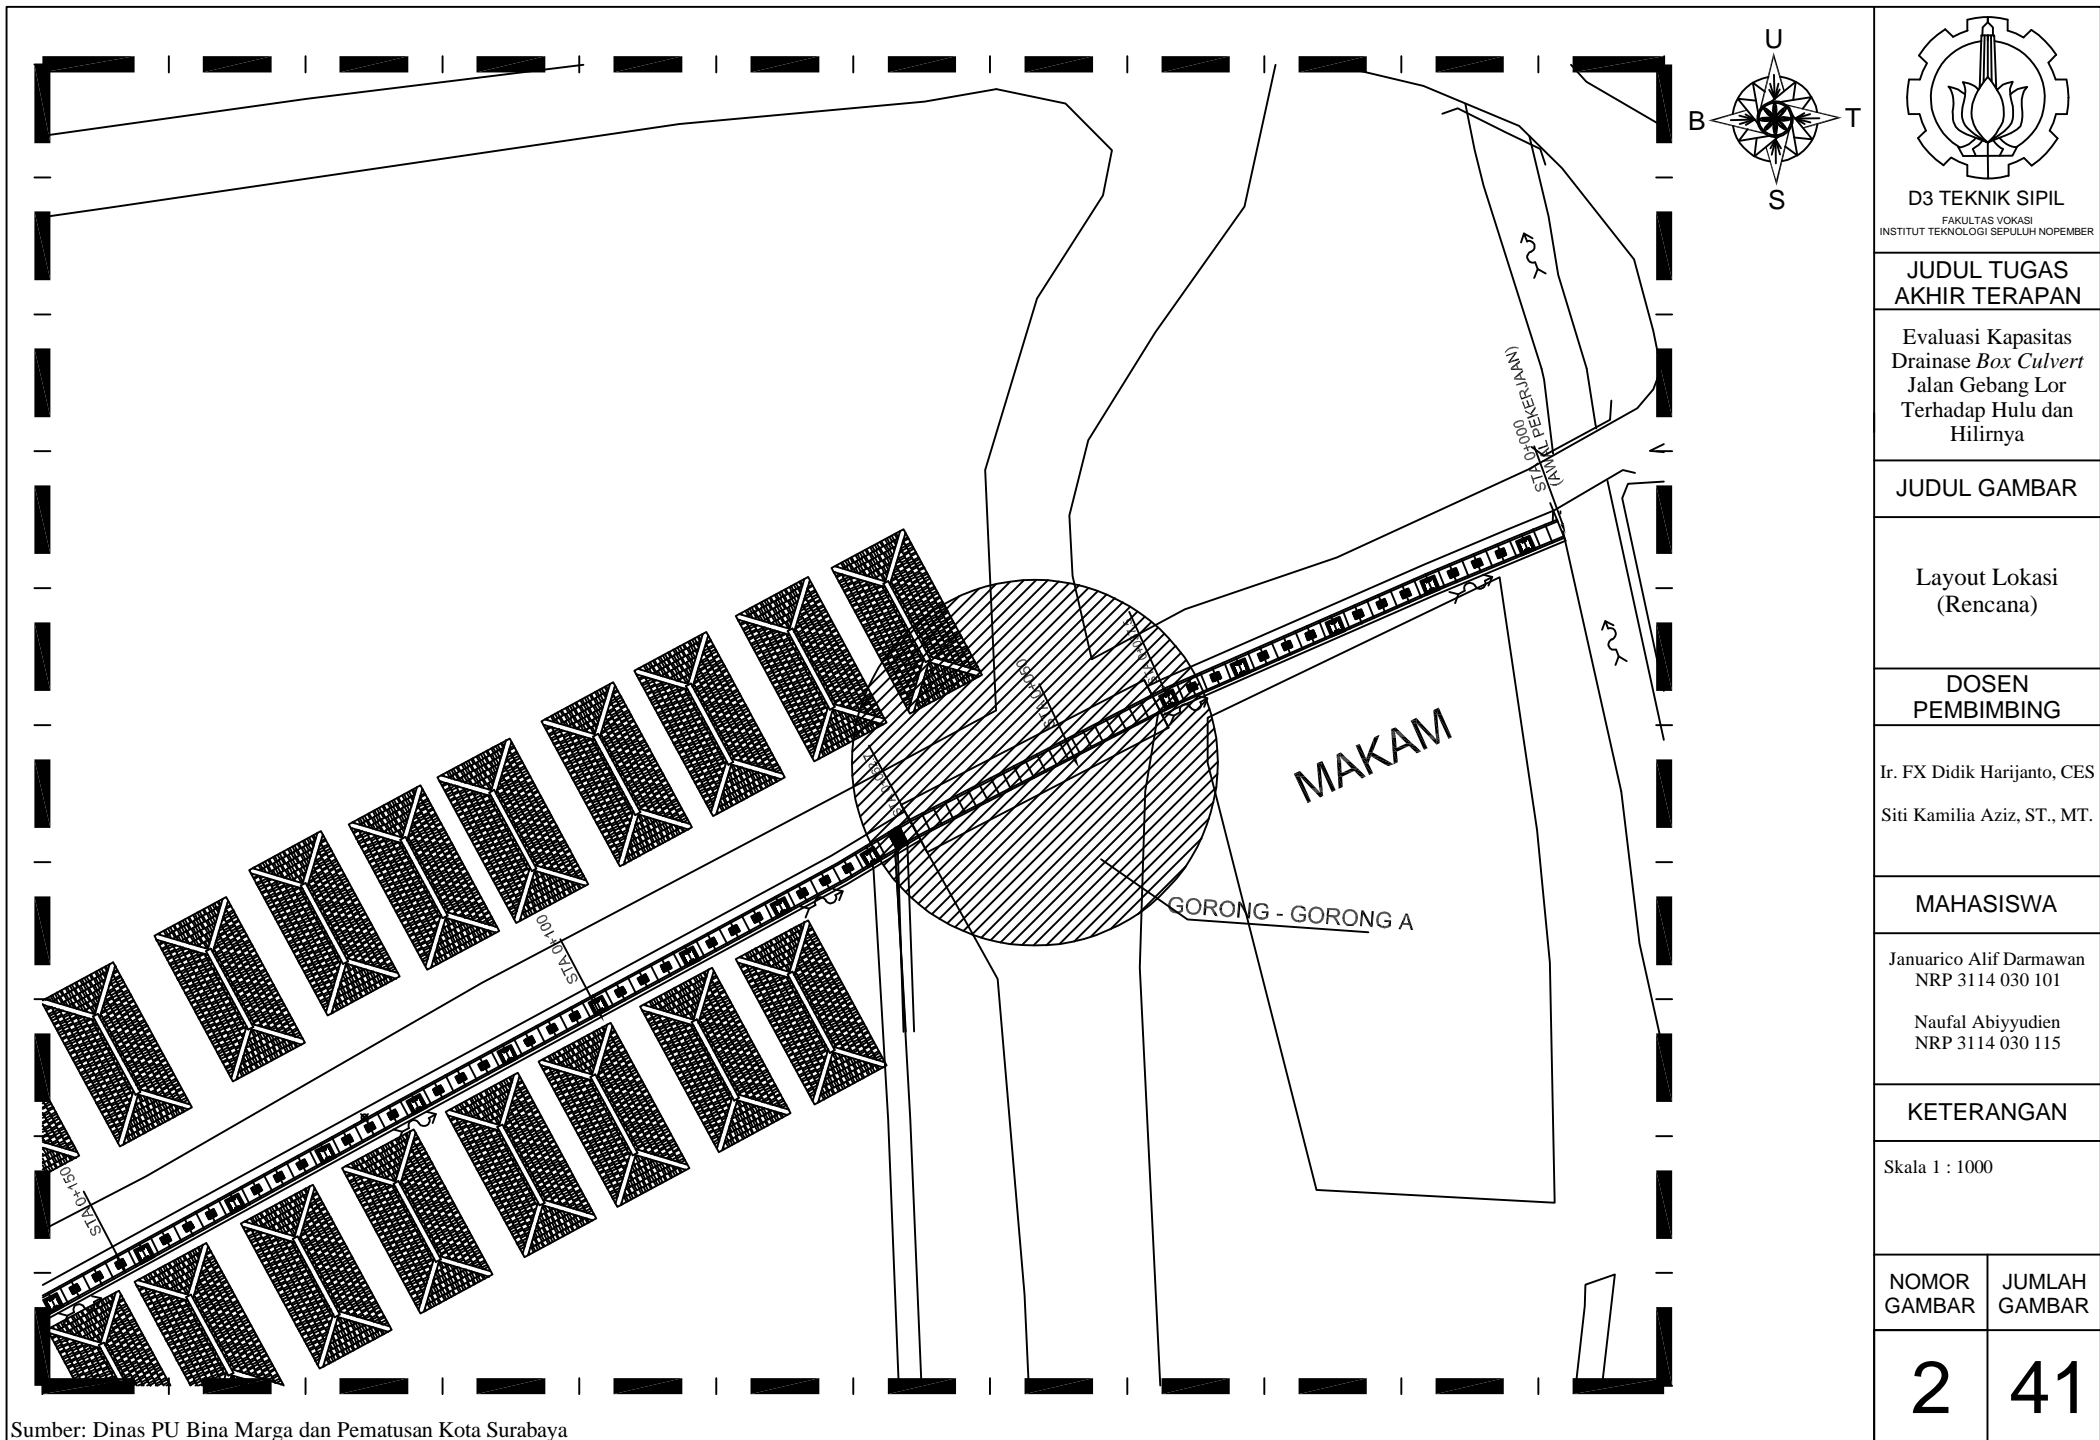 U
B
T
S
STA 0+000
(AWAL PEKERJAAN)
STA 0+050
MAKAM
GORONG - GORONG A
STA 0+100
STA 0+150
Sumber: Dinas PU Bina Marga dan Pematusan Kota Surabaya
D3 TEKNIK SIPIL
FAKULTAS VOKASI
INSTITUT TEKNOLOGI SEPULUH NOPEMBER
JUDUL TUGAS
AKHIR TERAPAN
Evaluasi Kapasitas
Drainase Box Culvert
Jalan Gebang Lor
Terhadap Hulu dan
Hilirnya
JUDUL GAMBAR
Layout Lokasi
(Rencana)
DOSEN
PEMBIMBING
Ir. FX Didik Harijanto, CES
Siti Kamilia Aziz, ST., MT.
MAHASISWA
Januarico Alif Darmawan
NRP 3114 030 101
Naufal Abiyyudien
NRP 3114 030 115
KETERANGAN
Skala 1 : 1000
NOMOR
GAMBAR
JUMLAH
GAMBAR
2
41